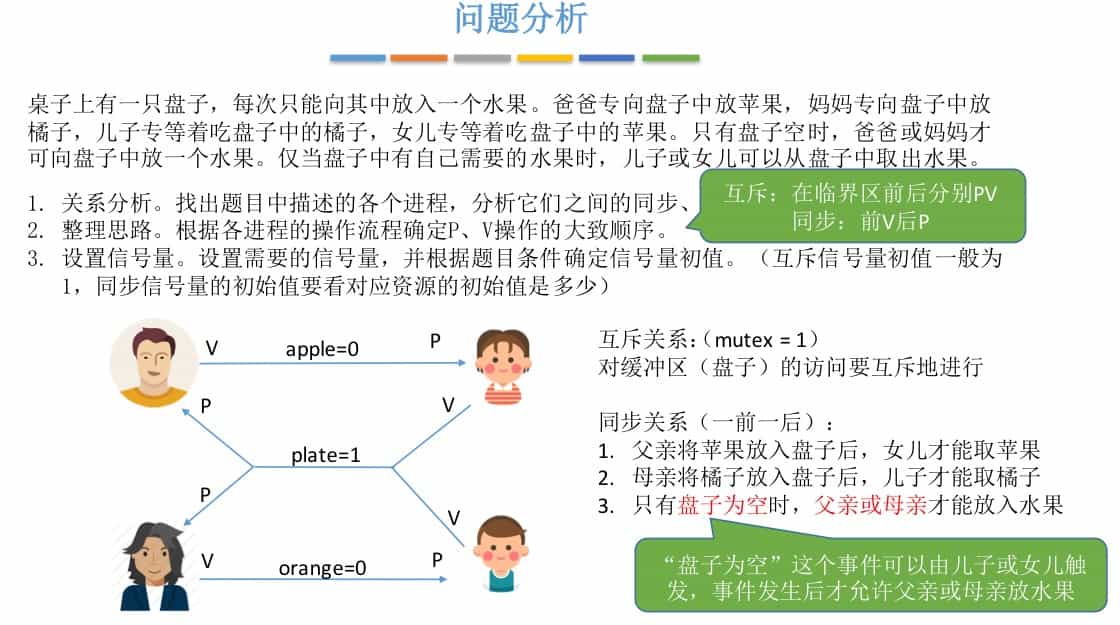 问题分析
桌子上有一只盘子，每次只能向其中放入一个水果。爸爸专向盘子中放苹果，妈妈专向盘子中放
橘子，儿子专等着吃盘子中的橘子，女儿专等着吃盘子中的苹果。只有盘子空时，爸爸或妈妈才
可向盘子中放一个水果。仅当盘子中有自己需要的水果时，儿子或女儿可以从盘子中取出水果。
1. 关系分析。找出题目中描述的各个进程，分析它们之间的同步、
2. 整理思路。根据各进程的操作流程确定P、V操作的大致顺序。
互斥：在临界区前后分别PV
同步：前V后P
3. 设置信号量。设置需要的信号量，并根据题目条件确定信号量初值。（互斥信号量初值一般为
1，同步信号量的初始值要看对应资源的初始值是多少）
V apple=0 P
P V
plate=1
P V
V orange=0 P
互斥关系：（mutex = 1）
对缓冲区（盘子）的访问要互斥地进行
同步关系（一前一后）：
1. 父亲将苹果放入盘子后，女儿才能取苹果
2. 母亲将橘子放入盘子后，儿子才能取橘子
3. 只有盘子为空时，父亲或母亲才能放入水果
“盘子为空”这个事件可以由儿子或女儿触
发，事件发生后才允许父亲或母亲放水果